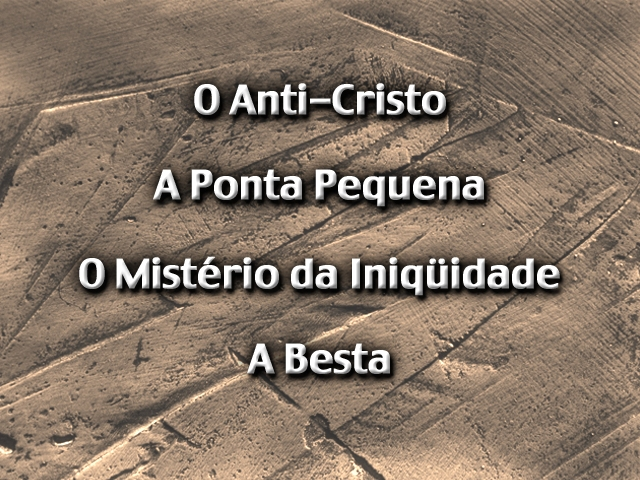 O Anti-Cristo
A Ponta Pequena
O Mistério da Iniqüidade
A Besta